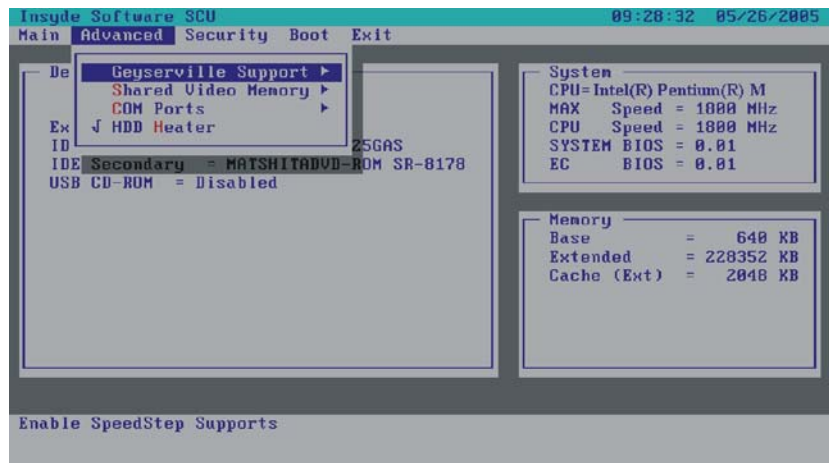 Insyde Software SCU 09:28:32 05/26/2005
Main Advanced Security Boot Exit
De
Geyserville Support ►
Shared Video Memory ►
COM Ports ►
√ HDD Heater
Ex
ID 25GAS
IDE Secondary = MATSHITADVD-ROM SR-8178
USB CD-ROM = Disabled
System
CPU= Intel(R) Pentium(R) M
MAX Speed = 1800 MHz
CPU Speed = 1800 MHz
SYSTEM BIOS = 0.01
EC BIOS = 0.01
Memory
Base = 640 KB
Extended = 228352 KB
Cache (Ext) = 2048 KB
Enable SpeedStep Supports